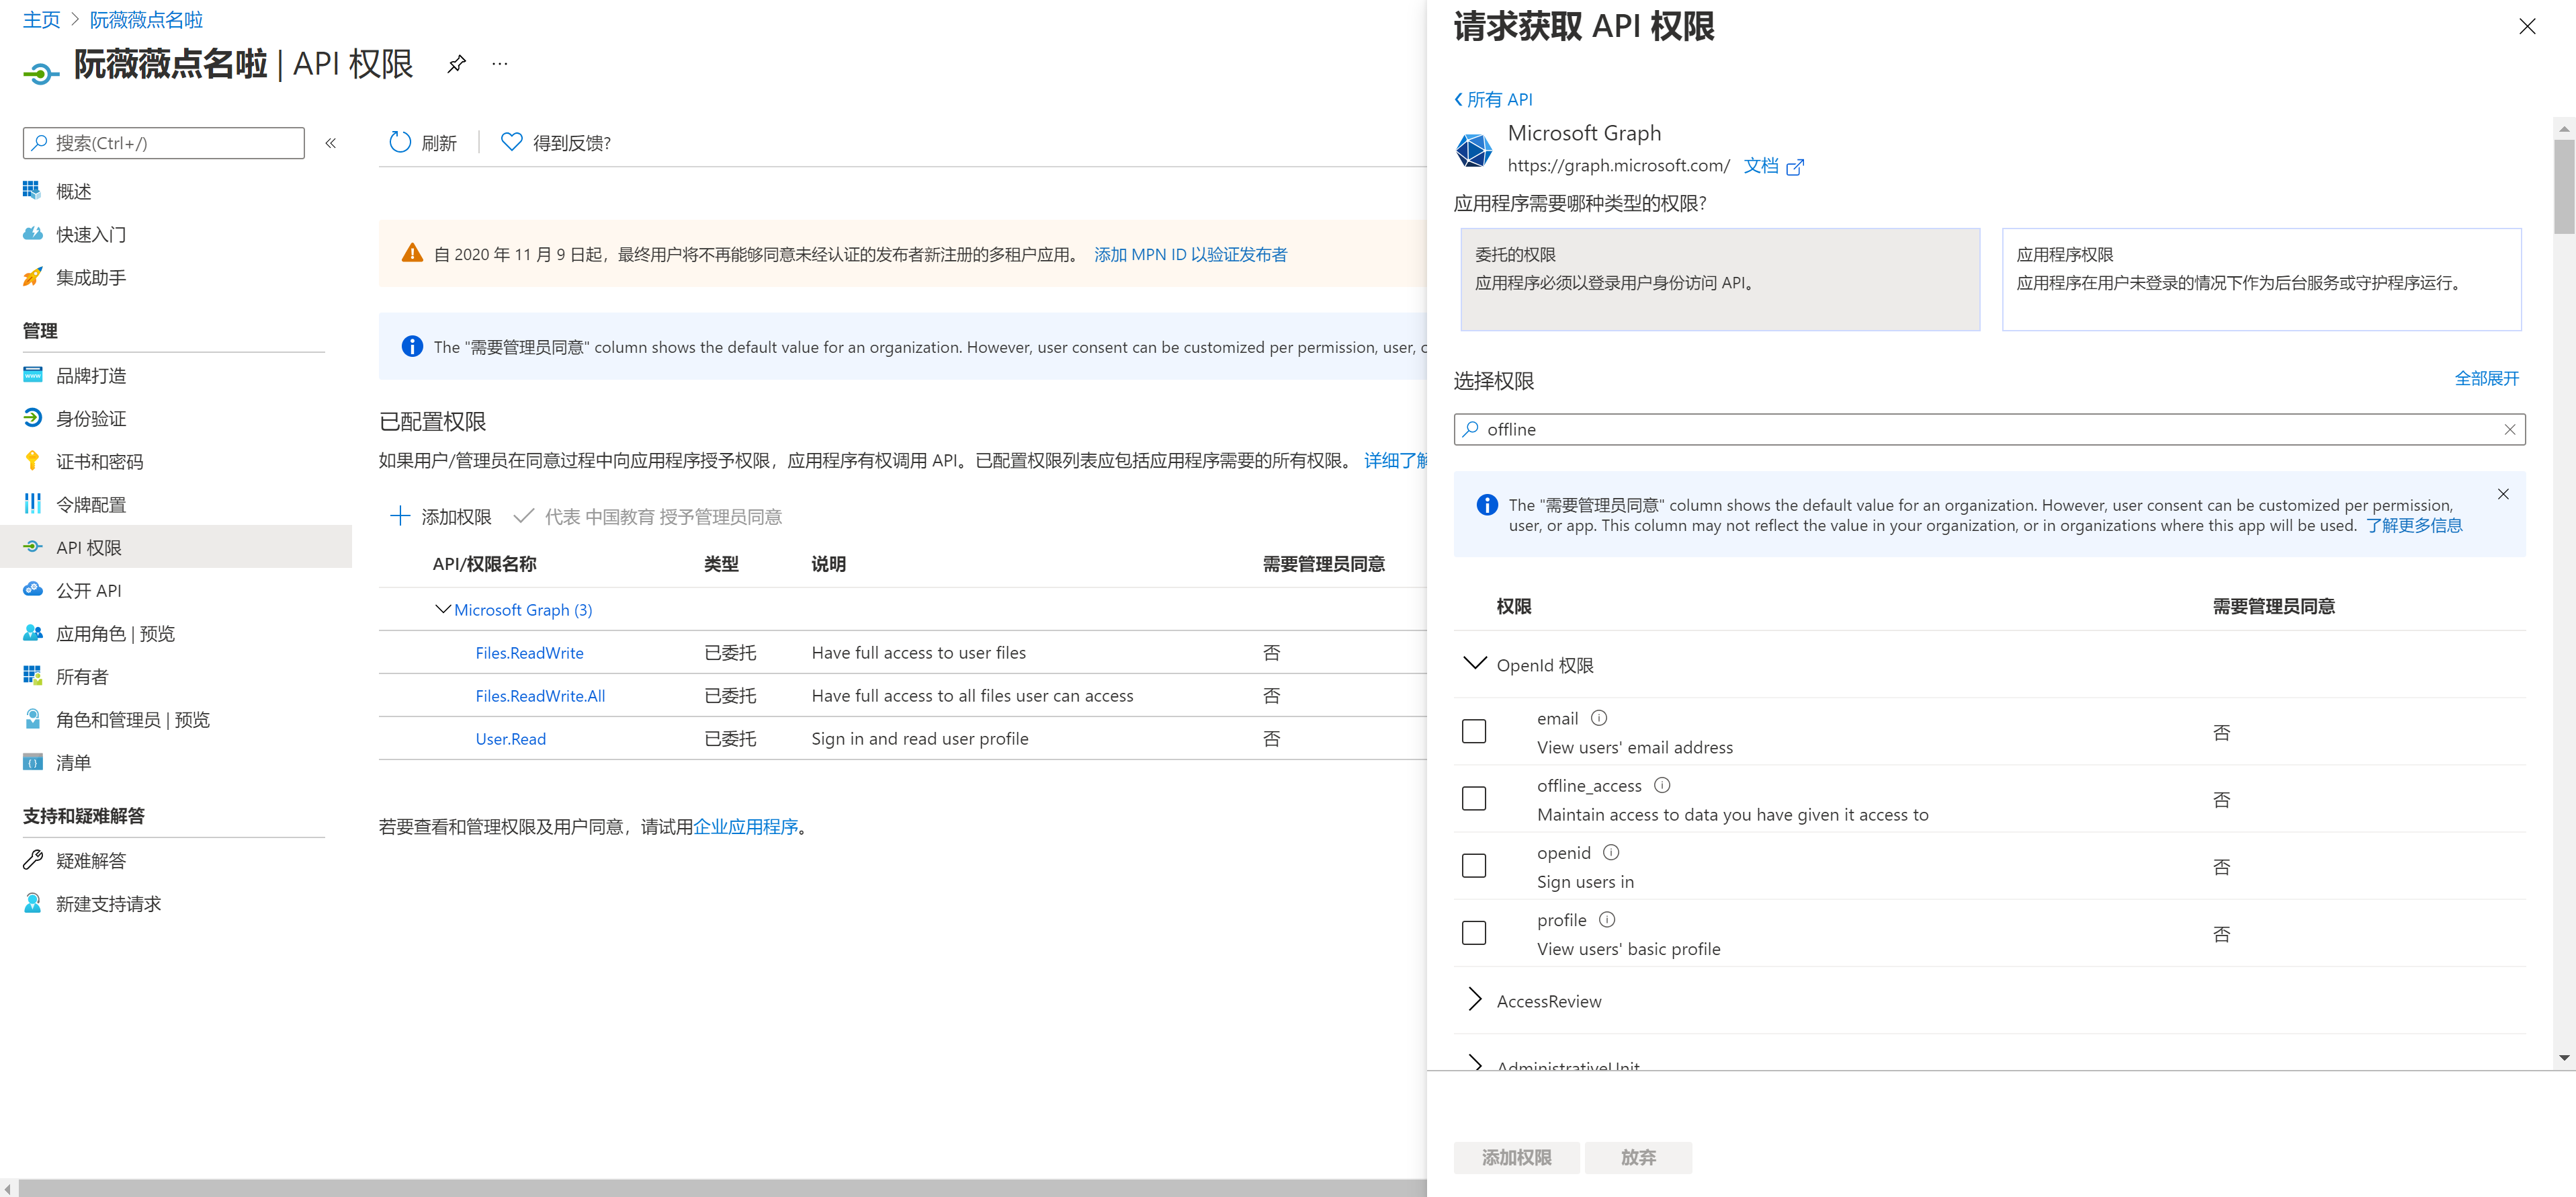 主页 > 阮薇薇点名啦
阮薇薇点名啦 | API 权限
搜索(Ctrl+/)
概述
快速入门
集成助手
管理
品牌打造
身份验证
证书和密码
令牌配置
API 权限
公开 API
应用角色 | 预览
所有者
角色和管理员 | 预览
清单
支持和疑难解答
疑难解答
新建支持请求
刷新
得到反馈?
自 2020 年 11 月 9 日起，最终用户将不再能够同意未经认证的发布者新注册的多租户应用。 添加 MPN ID 以验证发布者
The "需要管理员同意" column shows the default value for an organization. However, user consent can be customized per permission, user, o
已配置权限
如果用户/管理员在同意过程中向应用程序授予权限，应用程序有权调用 API。已配置权限列表应包括应用程序需要的所有权限。 详细了解
添加权限 代表 中国教育 授予管理员同意
API/权限名称 类型 说明 需要管理员同意
Microsoft Graph (3)
Files.ReadWrite 已委托 Have full access to user files 否
Files.ReadWrite.All 已委托 Have full access to all files user can access 否
User.Read 已委托 Sign in and read user profile 否
若要查看和管理权限及用户同意，请试用企业应用程序。
请求获取 API 权限
所有 API
Microsoft Graph
https://graph.microsoft.com/ 文档
应用程序需要哪种类型的权限?
委托的权限
应用程序必须以登录用户身份访问 API。
应用程序权限
应用程序在用户未登录的情况下作为后台服务或守护程序运行。
选择权限
全部展开
offline
The "需要管理员同意" column shows the default value for an organization. However, user consent can be customized per permission,
user, or app. This column may not reflect the value in your organization, or in organizations where this app will be used. 了解更多信息
权限 需要管理员同意
OpenId 权限
email
View users' email address
否
offline_access
Maintain access to data you have given it access to
否
openid
Sign users in
否
profile
View users' basic profile
否
AccessReview
AdministrativeUnit
添加权限 放弃